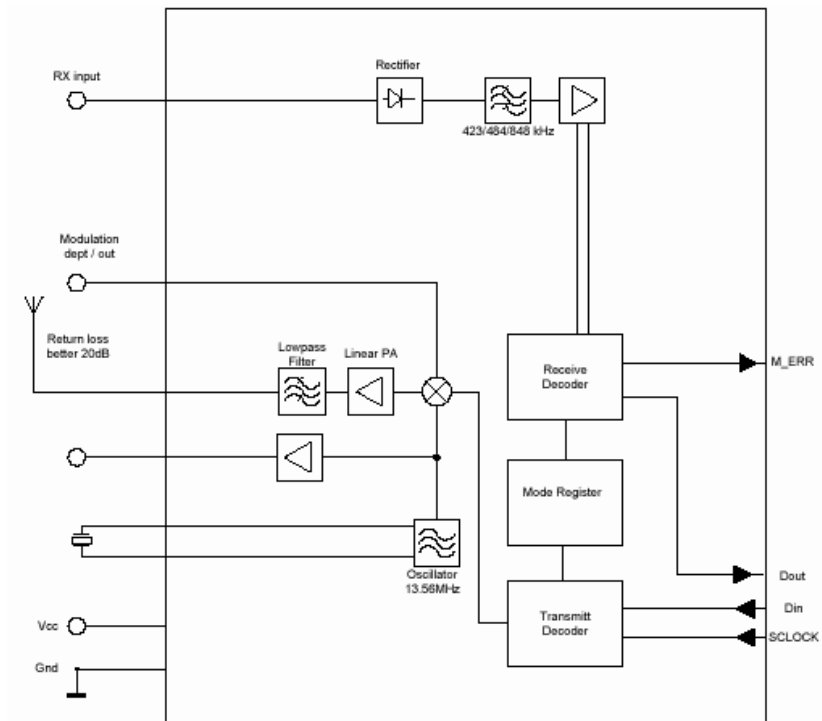 Rectifier
RX input
423/484/848 kHz
Modulation
dept / out
Return loss
better 20dB
Lowpass
Filter
Linear PA
Receive
Decoder
M_ERR
Mode Register
Oscillator
13.56MHz
Dout
Din
Transmitt
Decoder
Vcc
SCLOCK
Gnd